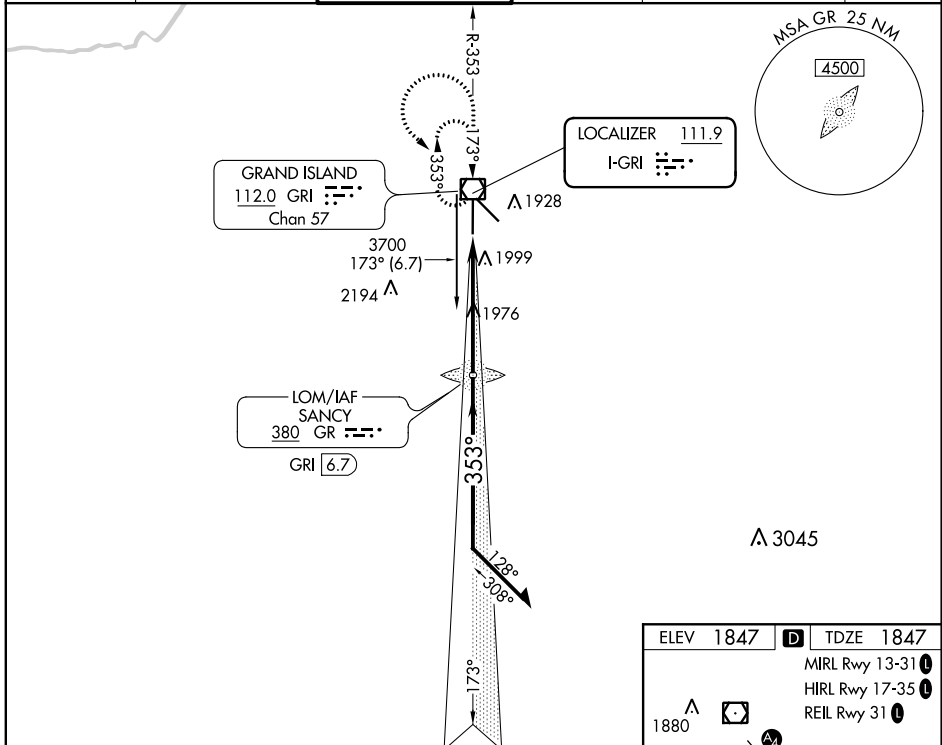 MSA GR 25 NM
4500
R-353
173°
353°
LOCALIZER 111.9
I-GRI
GRAND ISLAND
112.0 GRI
Chan 57
1928
3700
173° (6.7)
1999
2194
1976
LOM/IAF
SANCY
380 GR
GRI 6.7
353°
3045
128°
308°
173°
ELEV 1847 D TDZE 1847
MIRL Rwy 13-31 L
HIRL Rwy 17-35 L
REIL Rwy 31 L
1880
A4